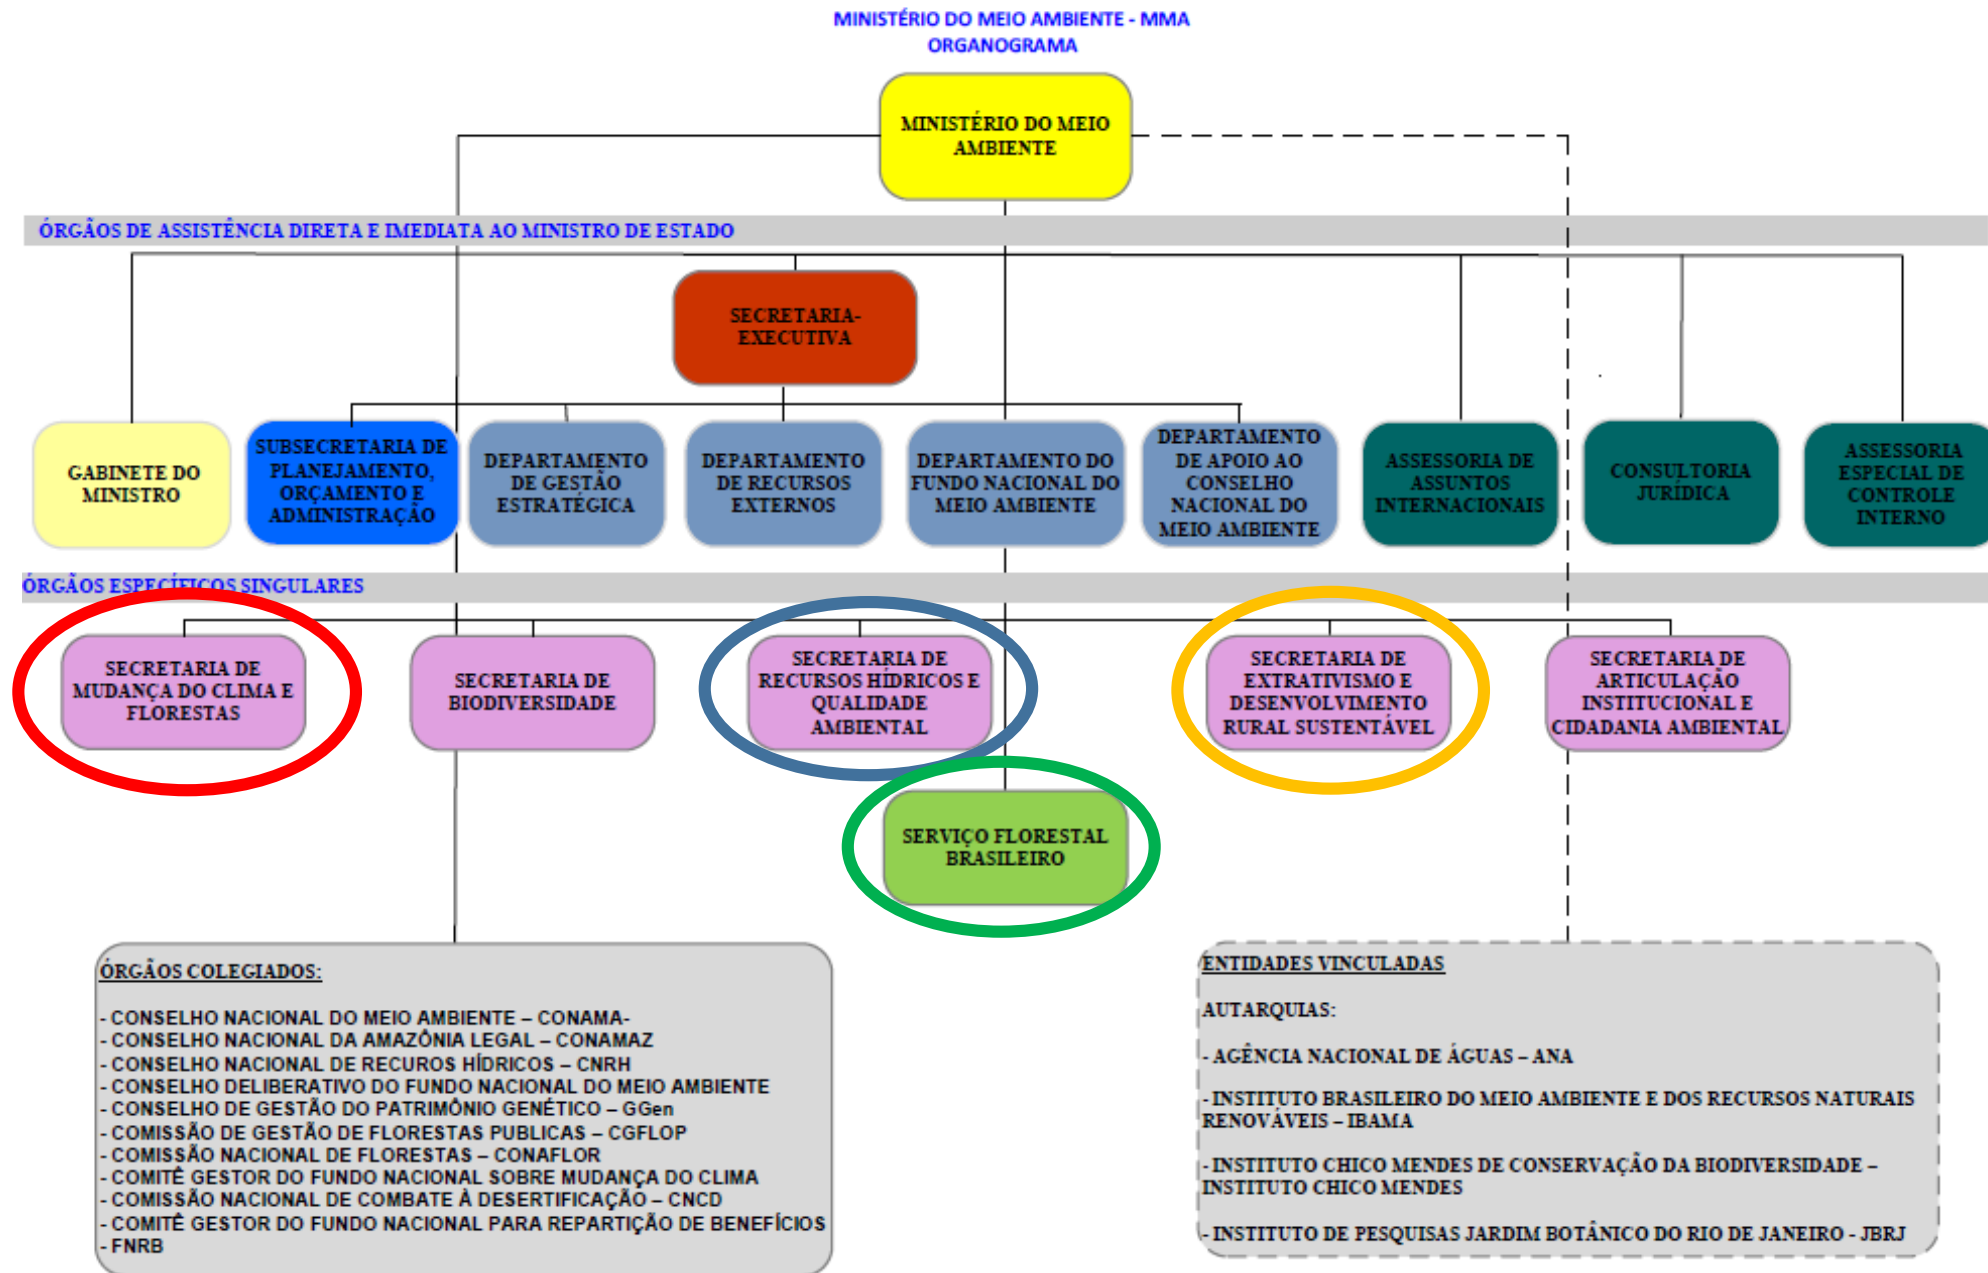 MINISTÉRIO DO MEIO AMBIENTE - MMA
ORGANOGRAMA
MINISTÉRIO DO MEIO
AMBIENTE
ÓRGÃOS DE ASSISTÊNCIA DIRETA E IMEDIATA AO MINISTRO DE ESTADO
SECRETARIA-
EXECUTIVA
GABINETE DO
MINISTRO
SUBSECRETARIA DE
PLANEJAMENTO,
ORÇAMENTO E
ADMINISTRAÇÃO
DEPARTAMENTO
DE GESTÃO
ESTRATÉGICA
DEPARTAMENTO
DE RECURSOS
EXTERNOS
DEPARTAMENTO DO
FUNDO NACIONAL DO
MEIO AMBIENTE
DEPARTAMENTO
DE APOIO AO
CONSELHO
NACIONAL DO
MEIO AMBIENTE
ASSESSORIA DE
ASSUNTOS
INTERNACIONAIS
CONSULTORIA
JURÍDICA
ASSESSORIA
ESPECIAL DE
CONTROLE
INTERNO
ÓRGÃOS ESPECÍFICOS SINGULARES
SECRETARIA DE
MUDANÇA DO CLIMA E
FLORESTAS
SECRETARIA DE
BIODIVERSIDADE
SECRETARIA DE
RECURSOS HÍDRICOS E
QUALIDADE
AMBIENTAL
SECRETARIA DE
EXTRATIVISMO E
DESENVOLVIMENTO
RURAL SUSTENTÁVEL
SECRETARIA DE
ARTICULAÇÃO
INSTITUCIONAL E
CIDADANIA AMBIENTAL
SERVIÇO FLORESTAL
BRASILEIRO
ÓRGÃOS COLEGIADOS:
- CONSELHO NACIONAL DO MEIO AMBIENTE – CONAMA-
- CONSELHO NACIONAL DA AMAZÔNIA LEGAL – CONAMAZ
- CONSELHO NACIONAL DE RECUROS HÍDRICOS – CNRH
- CONSELHO DELIBERATIVO DO FUNDO NACIONAL DO MEIO AMBIENTE
- CONSELHO DE GESTÃO DO PATRIMÔNIO GENÉTICO – GGen
- COMISSÃO DE GESTÃO DE FLORESTAS PUBLICAS – CGFLOP
- COMISSÃO NACIONAL DE FLORESTAS – CONAFLOR
- COMITÊ GESTOR DO FUNDO NACIONAL SOBRE MUDANÇA DO CLIMA
- COMISSÃO NACIONAL DE COMBATE À DESERTIFICAÇÃO – CNCD
- COMITÊ GESTOR DO FUNDO NACIONAL PARA REPARTIÇÃO DE BENEFÍCIOS
- FNRB
ENTIDADES VINCULADAS
AUTARQUIAS:
- AGÊNCIA NACIONAL DE ÁGUAS – ANA
- INSTITUTO BRASILEIRO DO MEIO AMBIENTE E DOS RECURSOS NATURAIS
RENOVÁVEIS – IBAMA
- INSTITUTO CHICO MENDES DE CONSERVAÇÃO DA BIODIVERSIDADE –
INSTITUTO CHICO MENDES
- INSTITUTO DE PESQUISAS JARDIM BOTÂNICO DO RIO DE JANEIRO - JBRJ